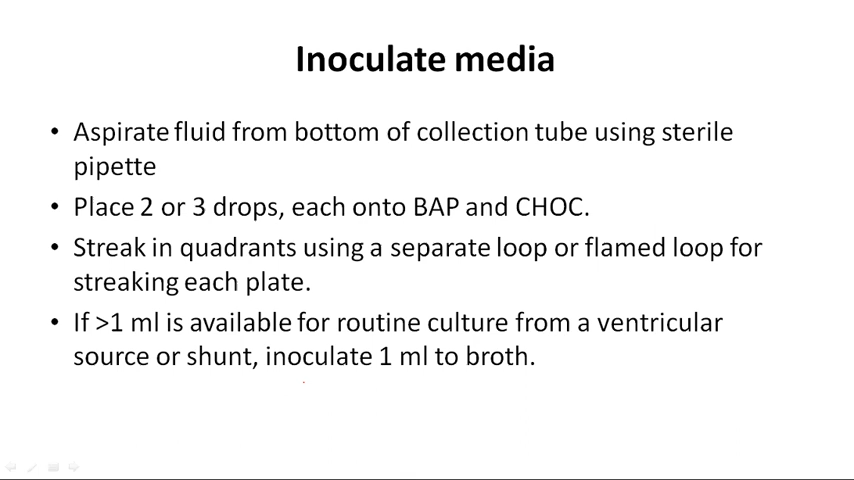 Inoculate media
• Aspirate fluid from bottom of collection tube using sterile
pipette
• Place 2 or 3 drops, each onto BAP and CHOC.
• Streak in quadrants using a separate loop or flamed loop for
streaking each plate.
• If >1 ml is available for routine culture from a ventricular
source or shunt, inoculate 1 ml to broth.